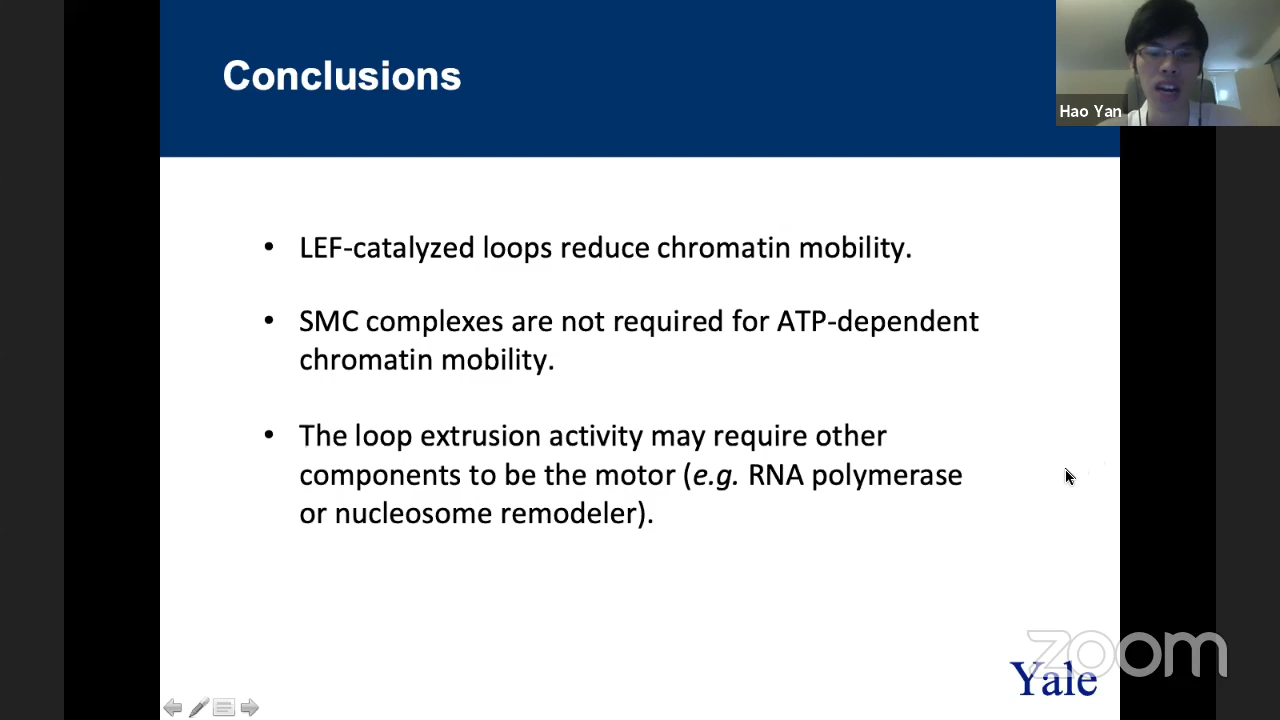 Conclusions
Hao Yan
• LEF-catalyzed loops reduce chromatin mobility.
• SMC complexes are not required for ATP-dependent
chromatin mobility.
• The loop extrusion activity may require other
components to be the motor (e.g. RNA polymerase
or nucleosome remodeler).
zoom
Yale